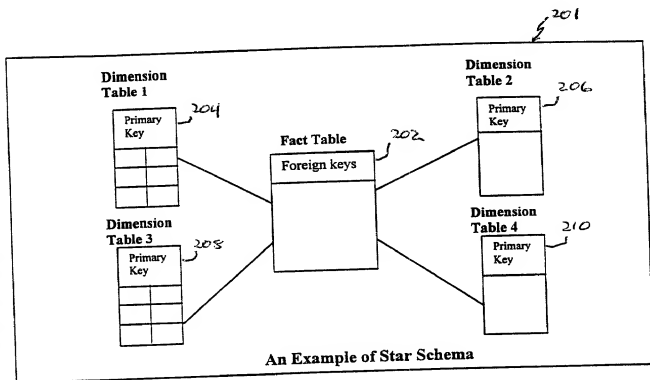 201
Dimension
Table 1
Primary
Key
204
Fact Table
Foreign keys
202
Dimension
Table 2
Primary
Key
206
Dimension
Table 3
Primary
Key
208
Dimension
Table 4
Primary
Key
210
An Example of Star Schema